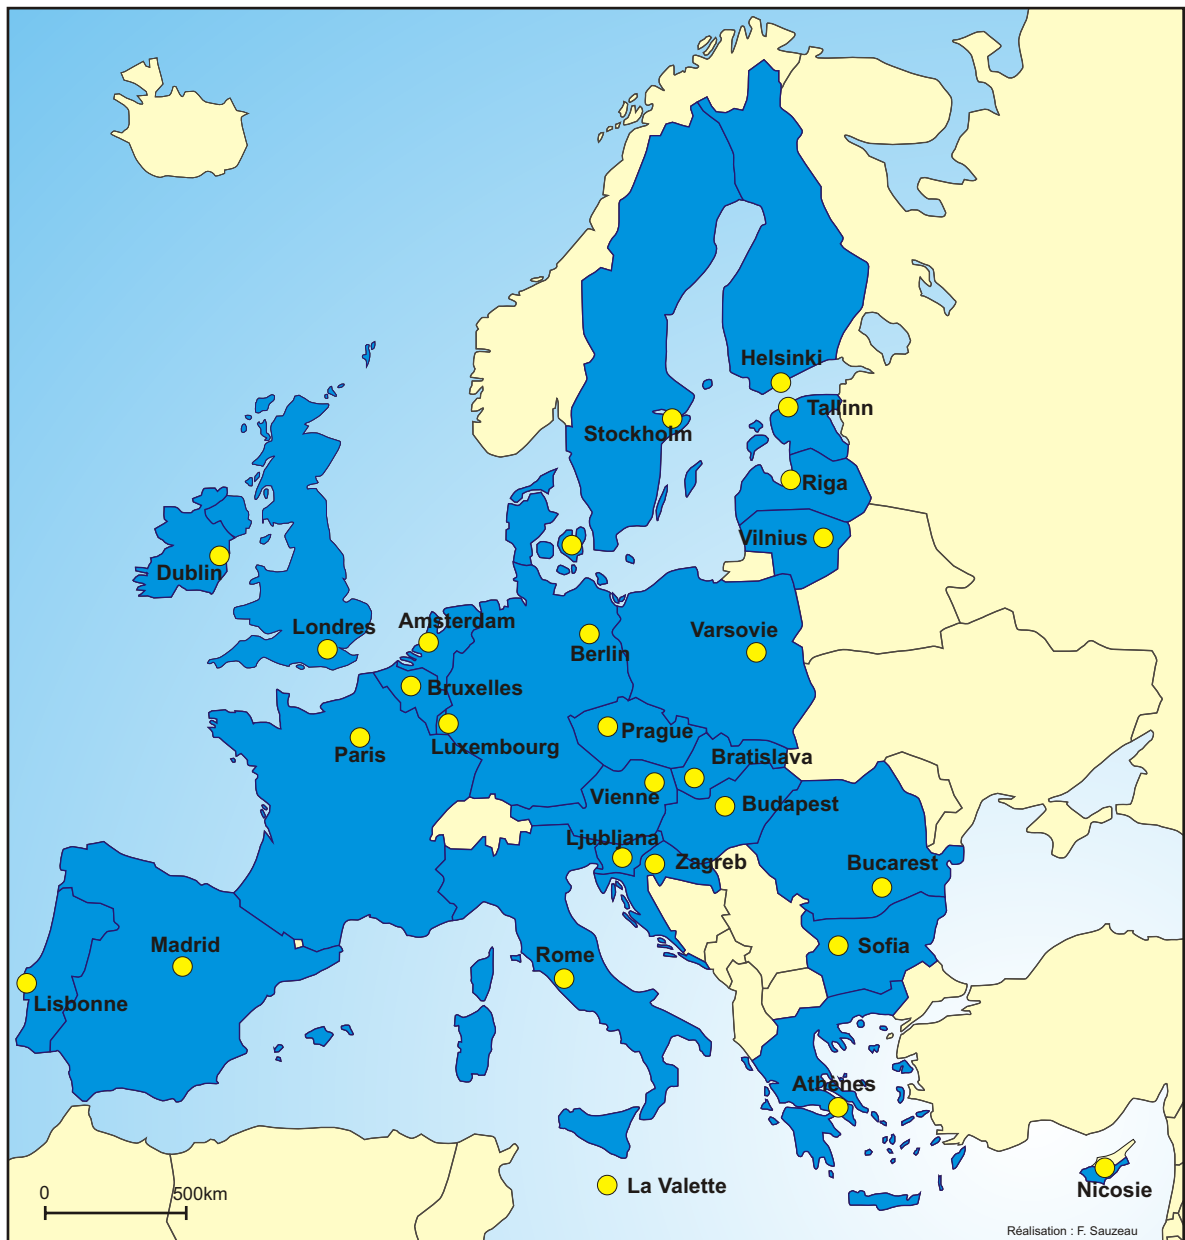 Helsinki
Tallinn
Stockholm
Riga
Vilnius
Dublin
Londres
Amsterdam
Berlin
Varsovie
Bruxelles
Luxembourg
Paris
Prague
Bratislava
Vienne
Budapest
Ljubljana
Zagreb
Bucarest
Madrid
Rome
Sofia
Lisbonne
Athènes
La Valette
Nicosie
0 500km
Réalisation : F. Sauzeau